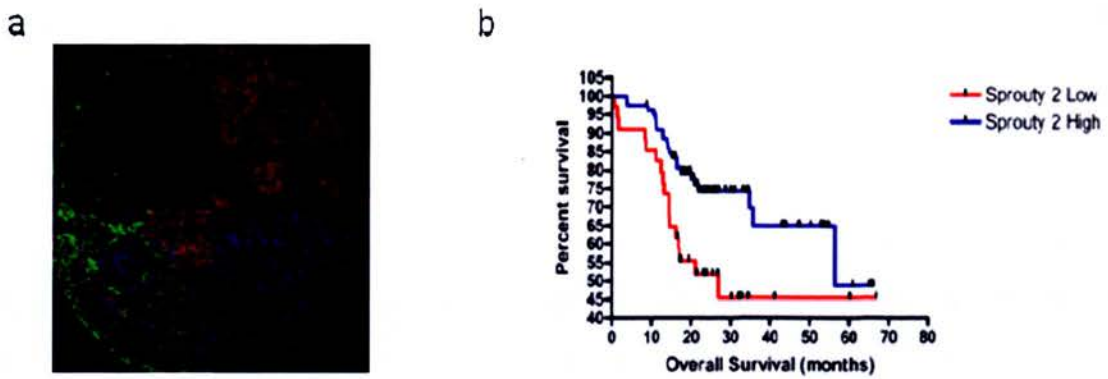 a
b
Percent survival
105
100
95
90
85
80
75
70
65
60
55
50
45
40
0 10 20 30 40 50 60 70 80
Overall Survival (months)
Sprouty 2 Low
Sprouty 2 High